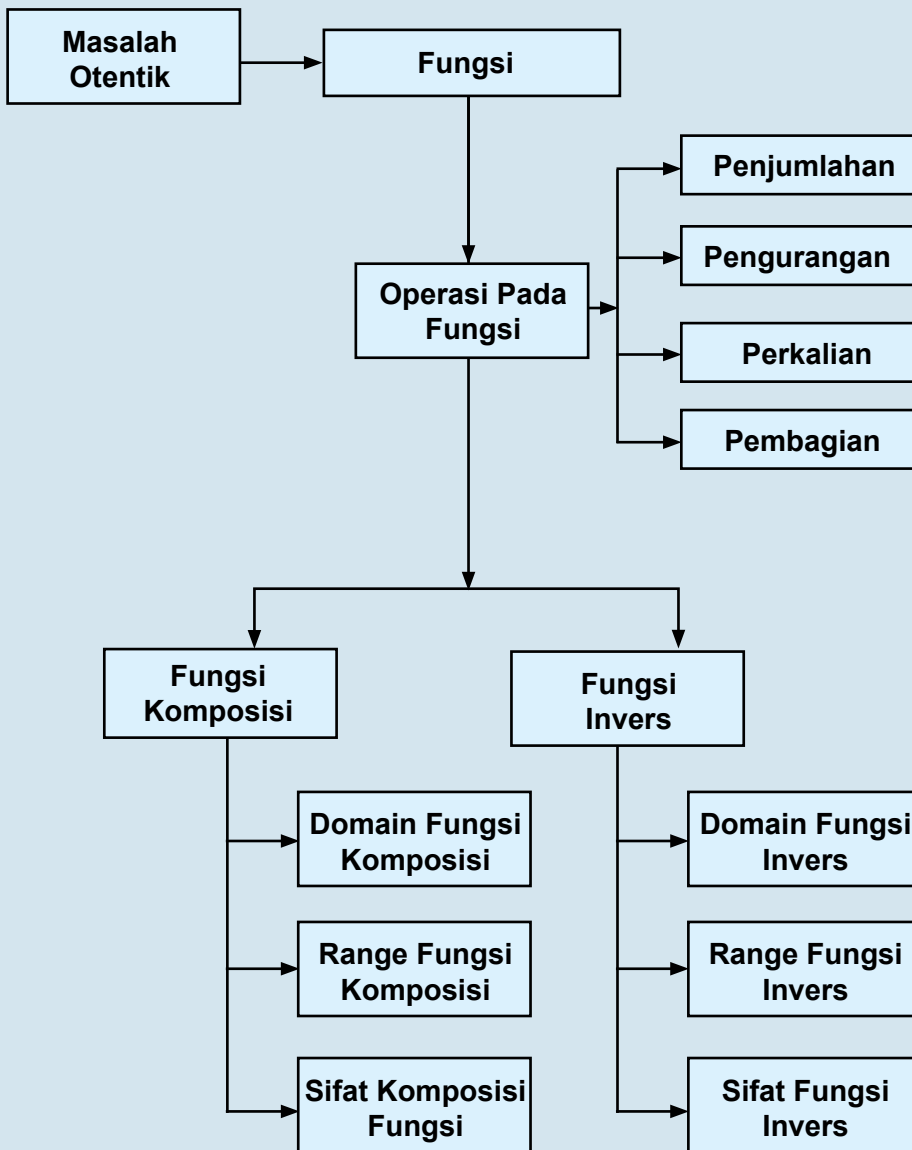 Masalah
Otentik
Fungsi
Operasi Pada
Fungsi
Penjumlahan
Pengurangan
Perkalian
Pembagian
Fungsi
Komposisi
Domain Fungsi
Komposisi
Range Fungsi
Komposisi
Sifat Komposisi
Fungsi
Fungsi
Invers
Domain Fungsi
Invers
Range Fungsi
Invers
Sifat Fungsi
Invers